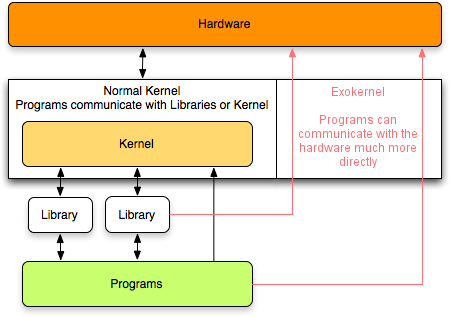 Hardware
Normal Kernel
Programs communicate with Libraries or Kernel
Kernel
Exokernel
Programs can
communicate with the
hardware much more
directly
Library
Library
Programs